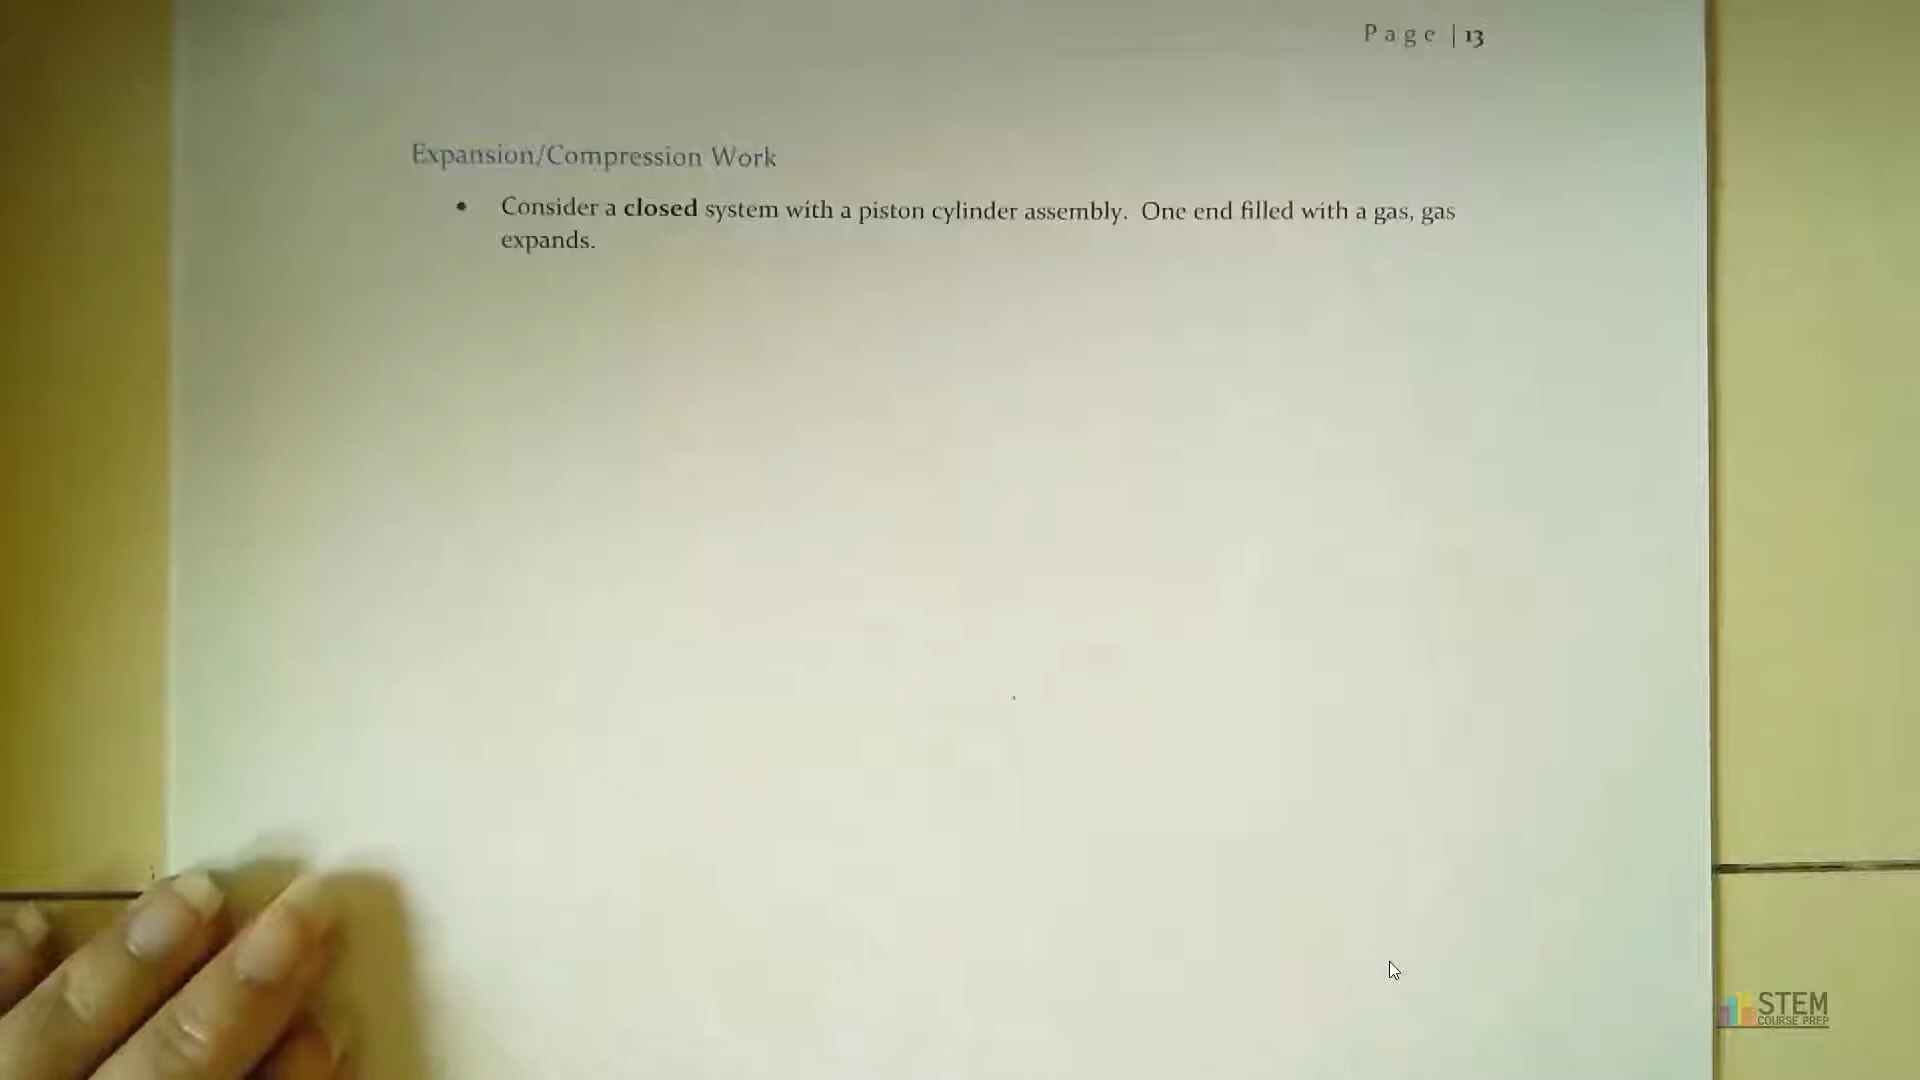 Page | 13
Expansion/Compression Work
• Consider a closed system with a piston cylinder assembly. One end filled with a gas, gas
expands.
STEM
COURSE PREP